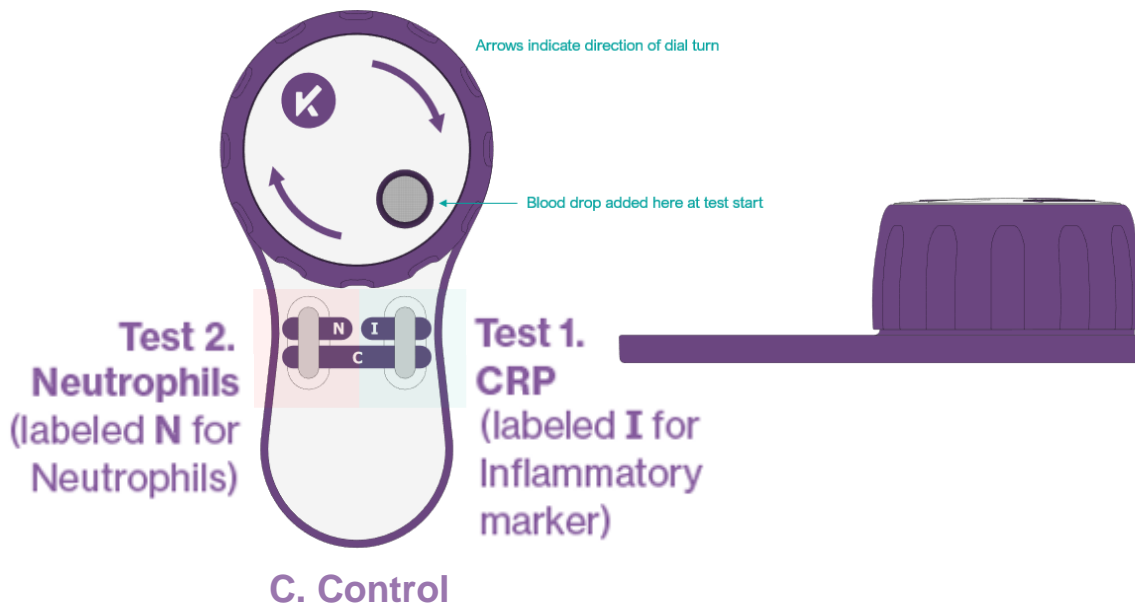 Arrows indicate direction of dial turn
Blood drop added here at test start
N I
C
Test 2.
Neutrophils
(labeled N for
Neutrophils)
Test 1.
CRP
(labeled I for
Inflammatory
marker)
C. Control